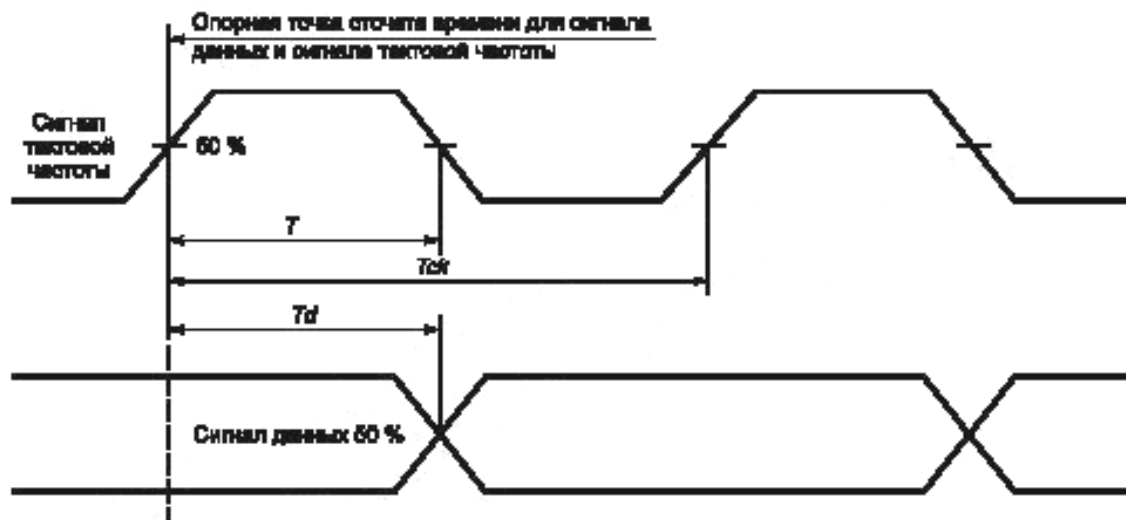 Опорная точка отсчета времени для сигнала
данных и сигнала тактовой частоты
Сигнал
тактовой
частоты
50 %
T
Tclk
Td
Сигнал данных 50 %